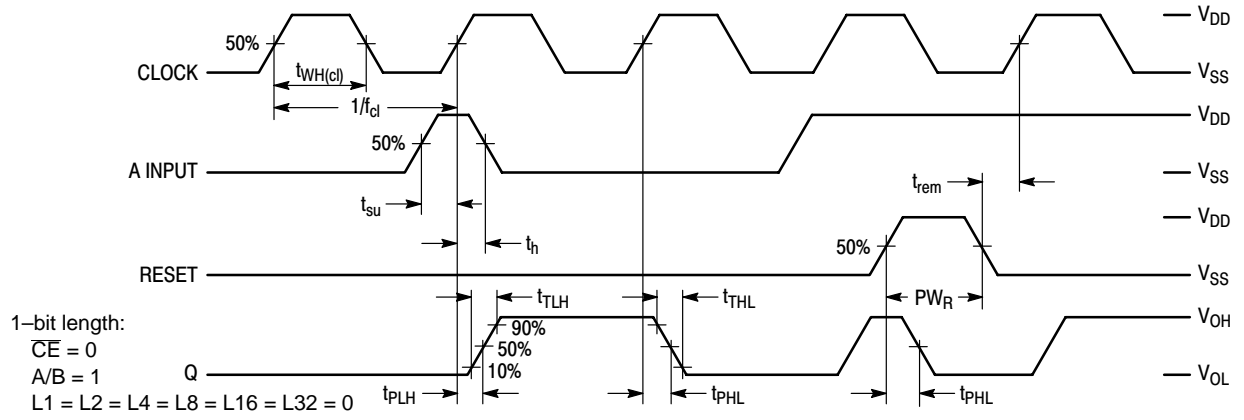 V_DD
50%
CLOCK
t_WH(cl)
V_SS
1/f_cl
V_DD
50%
A INPUT
V_SS
t_rem
t_su
V_DD
t_h
50%
RESET
V_SS
t_TLH
t_THL
PW_R
1–bit length:
V_OH
90%
C̅E̅ = 0
50%
A/B = 1
Q
10%
V_OL
t_PLH
t_PHL
t_PHL
L1 = L2 = L4 = L8 = L16 = L32 = 0